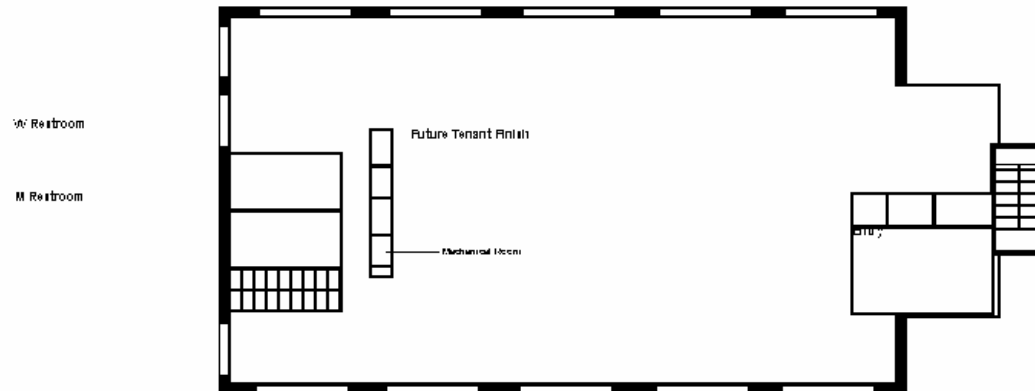 W Restroom
Future Tenant Finish
M Restroom
Entry
Mechanical Room